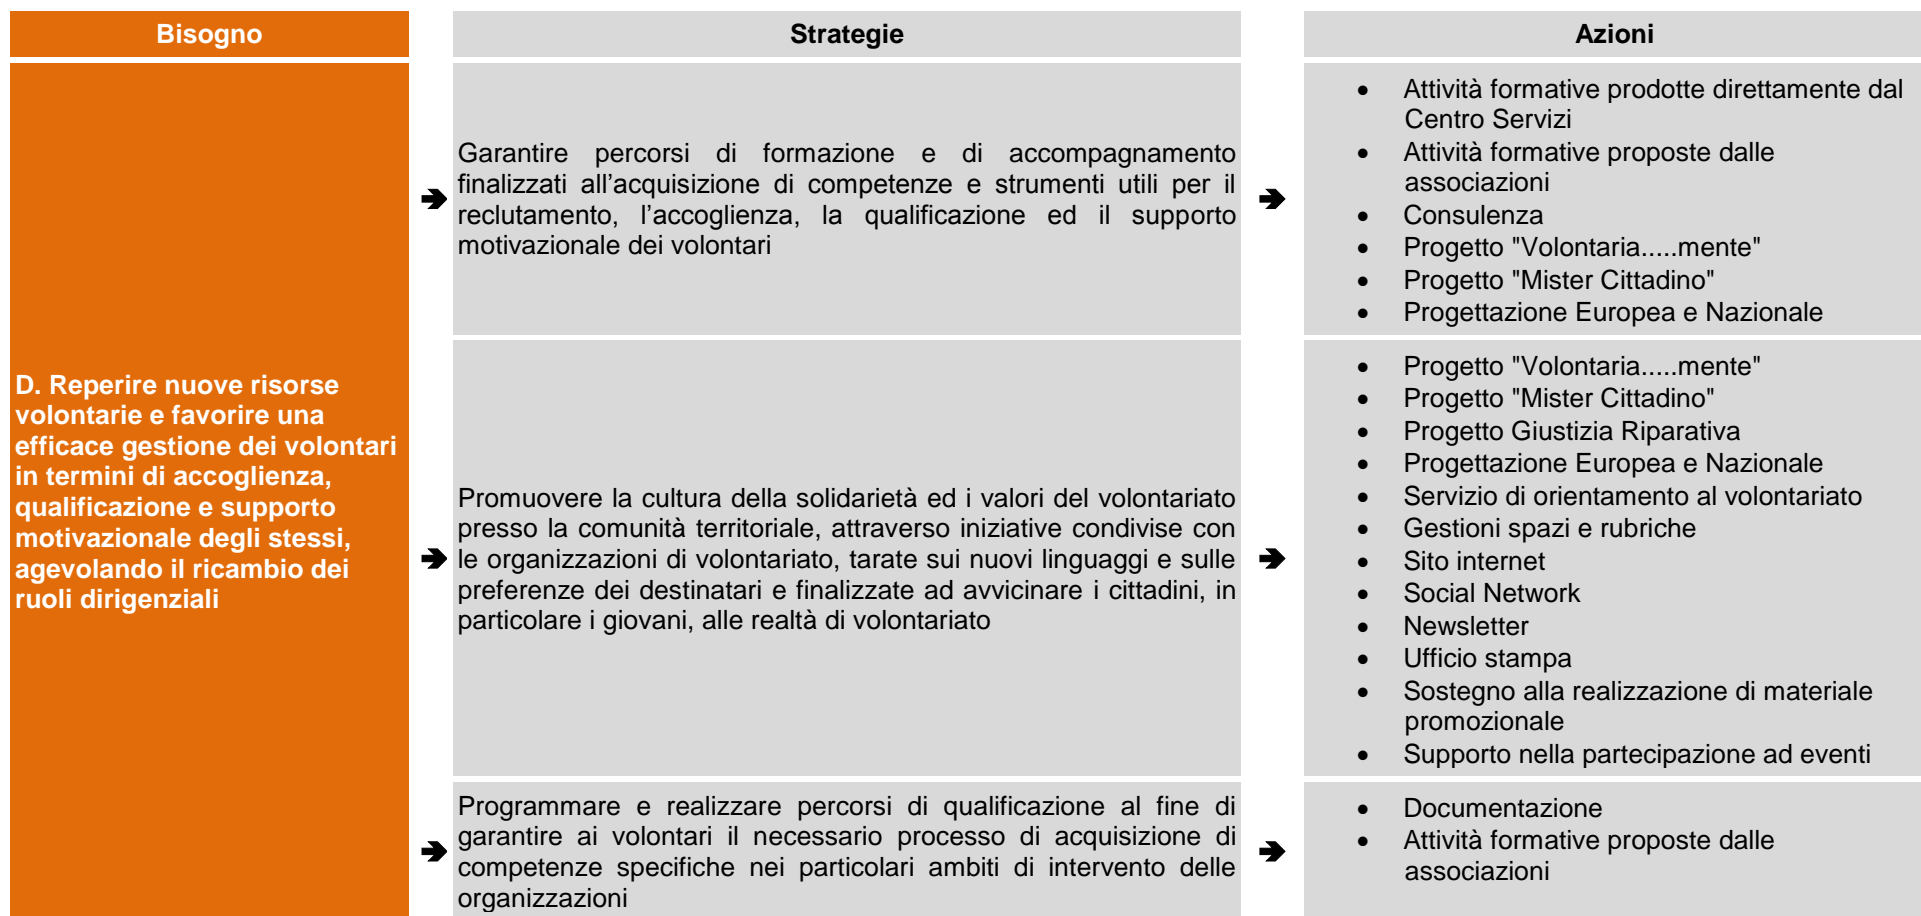 Bisogno
Strategie
Azioni
D. Reperire nuove risorse
volontarie e favorire una
efficace gestione dei volontari
in termini di accoglienza,
qualificazione e supporto
motivazionale degli stessi,
agevolando il ricambio dei
ruoli dirigenziali
Garantire percorsi di formazione e di accompagnamento
finalizzati all'acquisizione di competenze e strumenti utili per il
reclutamento, l'accoglienza, la qualificazione ed il supporto
motivazionale dei volontari
• Attività formative prodotte direttamente dal
Centro Servizi
• Attività formative proposte dalle
associazioni
• Consulenza
• Progetto "Volontaria.....mente"
• Progetto "Mister Cittadino"
• Progettazione Europea e Nazionale
Promuovere la cultura della solidarietà ed i valori del volontariato
presso la comunità territoriale, attraverso iniziative condivise con
le organizzazioni di volontariato, tarate sui nuovi linguaggi e sulle
preferenze dei destinatari e finalizzate ad avvicinare i cittadini, in
particolare i giovani, alle realtà di volontariato
• Progetto "Volontaria.....mente"
• Progetto "Mister Cittadino"
• Progetto Giustizia Riparativa
• Progettazione Europea e Nazionale
• Servizio di orientamento al volontariato
• Gestioni spazi e rubriche
• Sito internet
• Social Network
• Newsletter
• Ufficio stampa
• Sostegno alla realizzazione di materiale
promozionale
• Supporto nella partecipazione ad eventi
Programmare e realizzare percorsi di qualificazione al fine di
garantire ai volontari il necessario processo di acquisizione di
competenze specifiche nei particolari ambiti di intervento delle
organizzazioni
• Documentazione
• Attività formative proposte dalle
associazioni